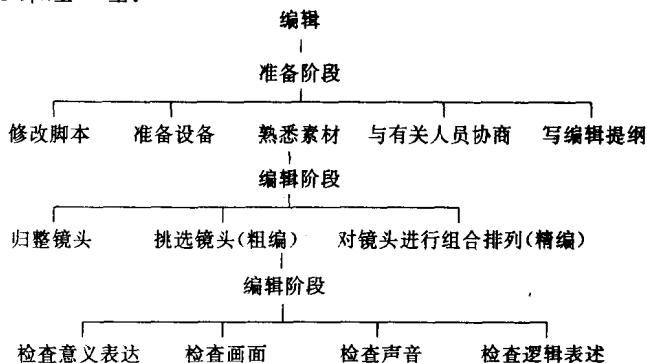 编辑
准备阶段
修改脚本 准备设备 熟悉素材 与有关人员协商 写编辑提纲
编辑阶段
归整镜头 挑选镜头(粗编) 对镜头进行组合排列(精编)
编辑阶段
检查意义表达 检查画面 检查声音 检查逻辑表述